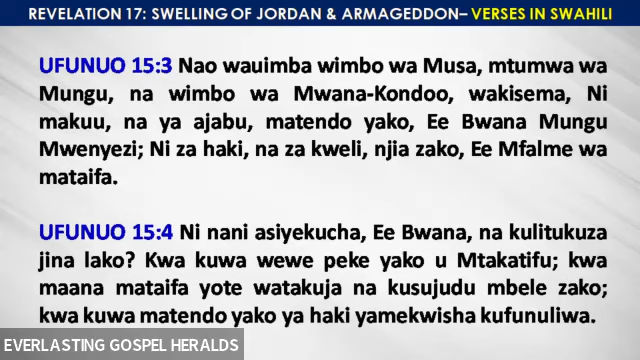 REVELATION 17: SWELLING OF JORDAN & ARMAGEDDON– VERSES IN SWAHILI
UFUNUO 15:3 Nao wauimba wimbo wa Musa, mtumwa wa
Mungu, na wimbo wa Mwana-Kondoo, wakisema, Ni
makuu, na ya ajabu, matendo yako, Ee Bwana Mungu
Mwenyezi; Ni za haki, na za kweli, njia zako, Ee Mfalme wa
mataifa.
UFUNUO 15:4 Ni nani asiyekucha, Ee Bwana, na kulitukuza
jina lako? Kwa kuwa wewe peke yako u Mtakatifu; kwa
maana mataifa yote watakuja na kusujudu mbele zako;
kwa kuwa matendo yako ya haki yamekwisha kufunuliwa.
EVERLASTING GOSPEL HERALDS